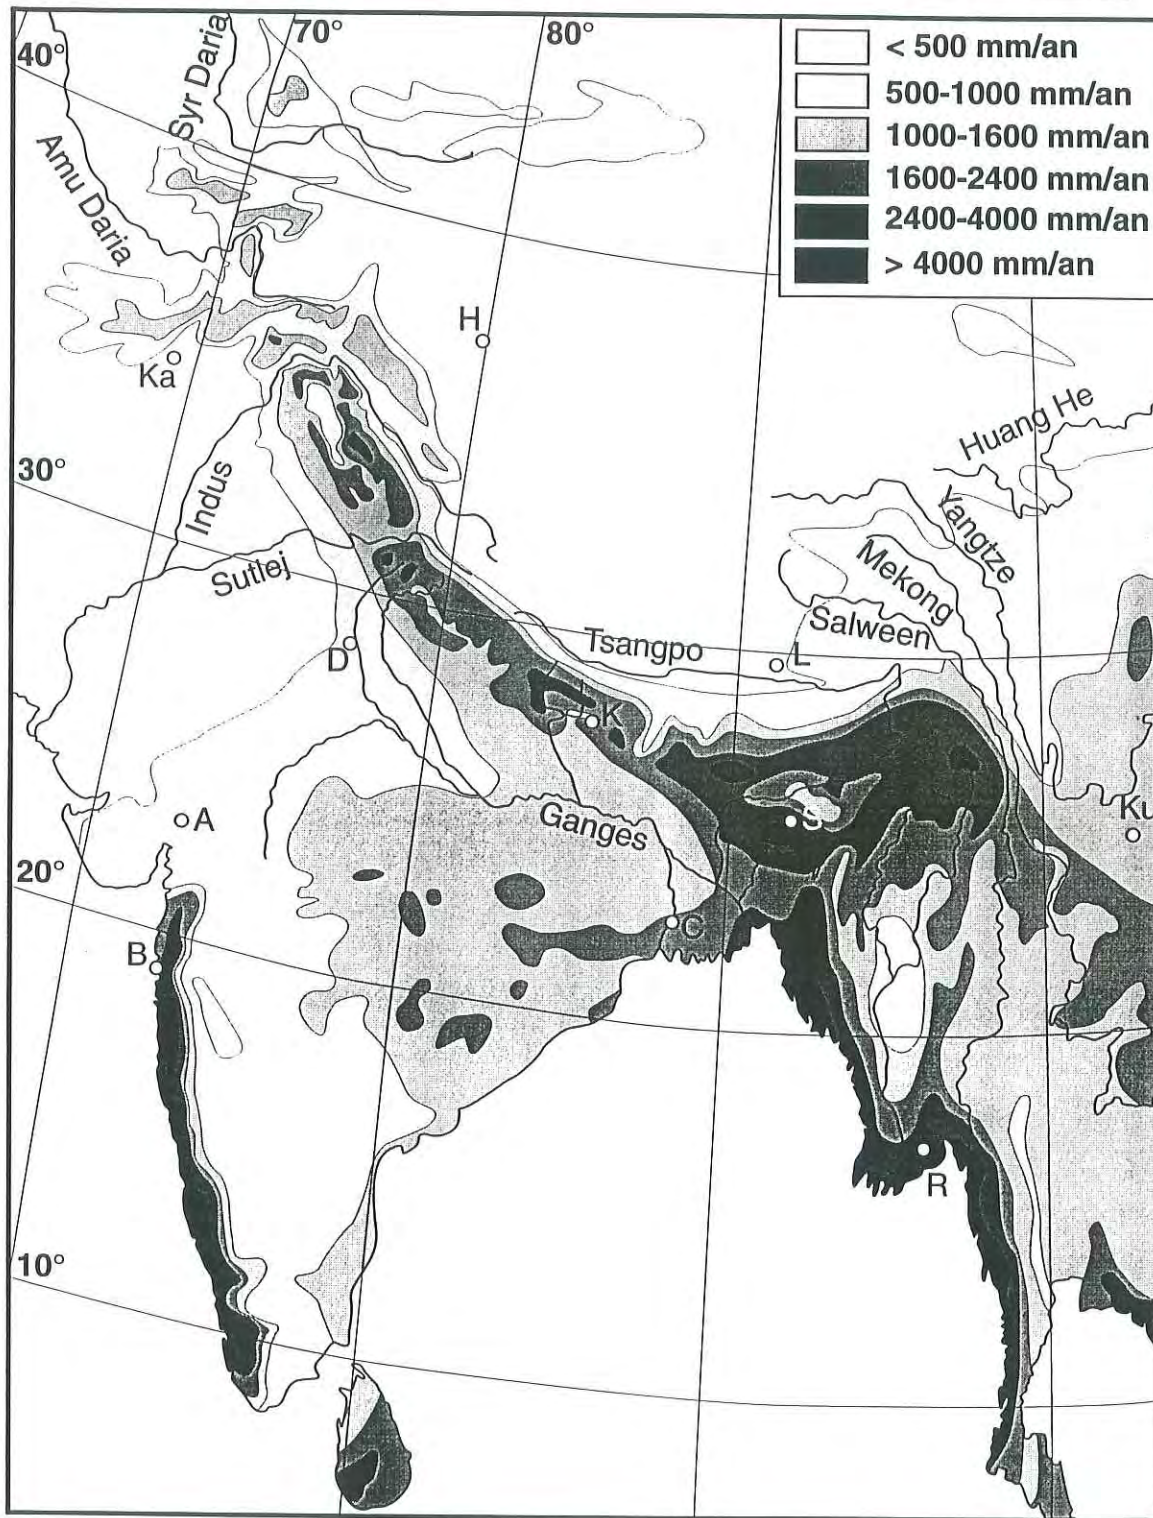 70°
80°
40°
Syr Daria
Amu Daria
< 500 mm/an
500-1000 mm/an
1000-1600 mm/an
1600-2400 mm/an
2400-4000 mm/an
> 4000 mm/an
H
Ka
Huang He
30°
Indus
Yangtze
Sutlej
Mekong
Salween
Tsangpo
L
D
K
A
S
Ganges
Ku
20°
C
B
R
10°